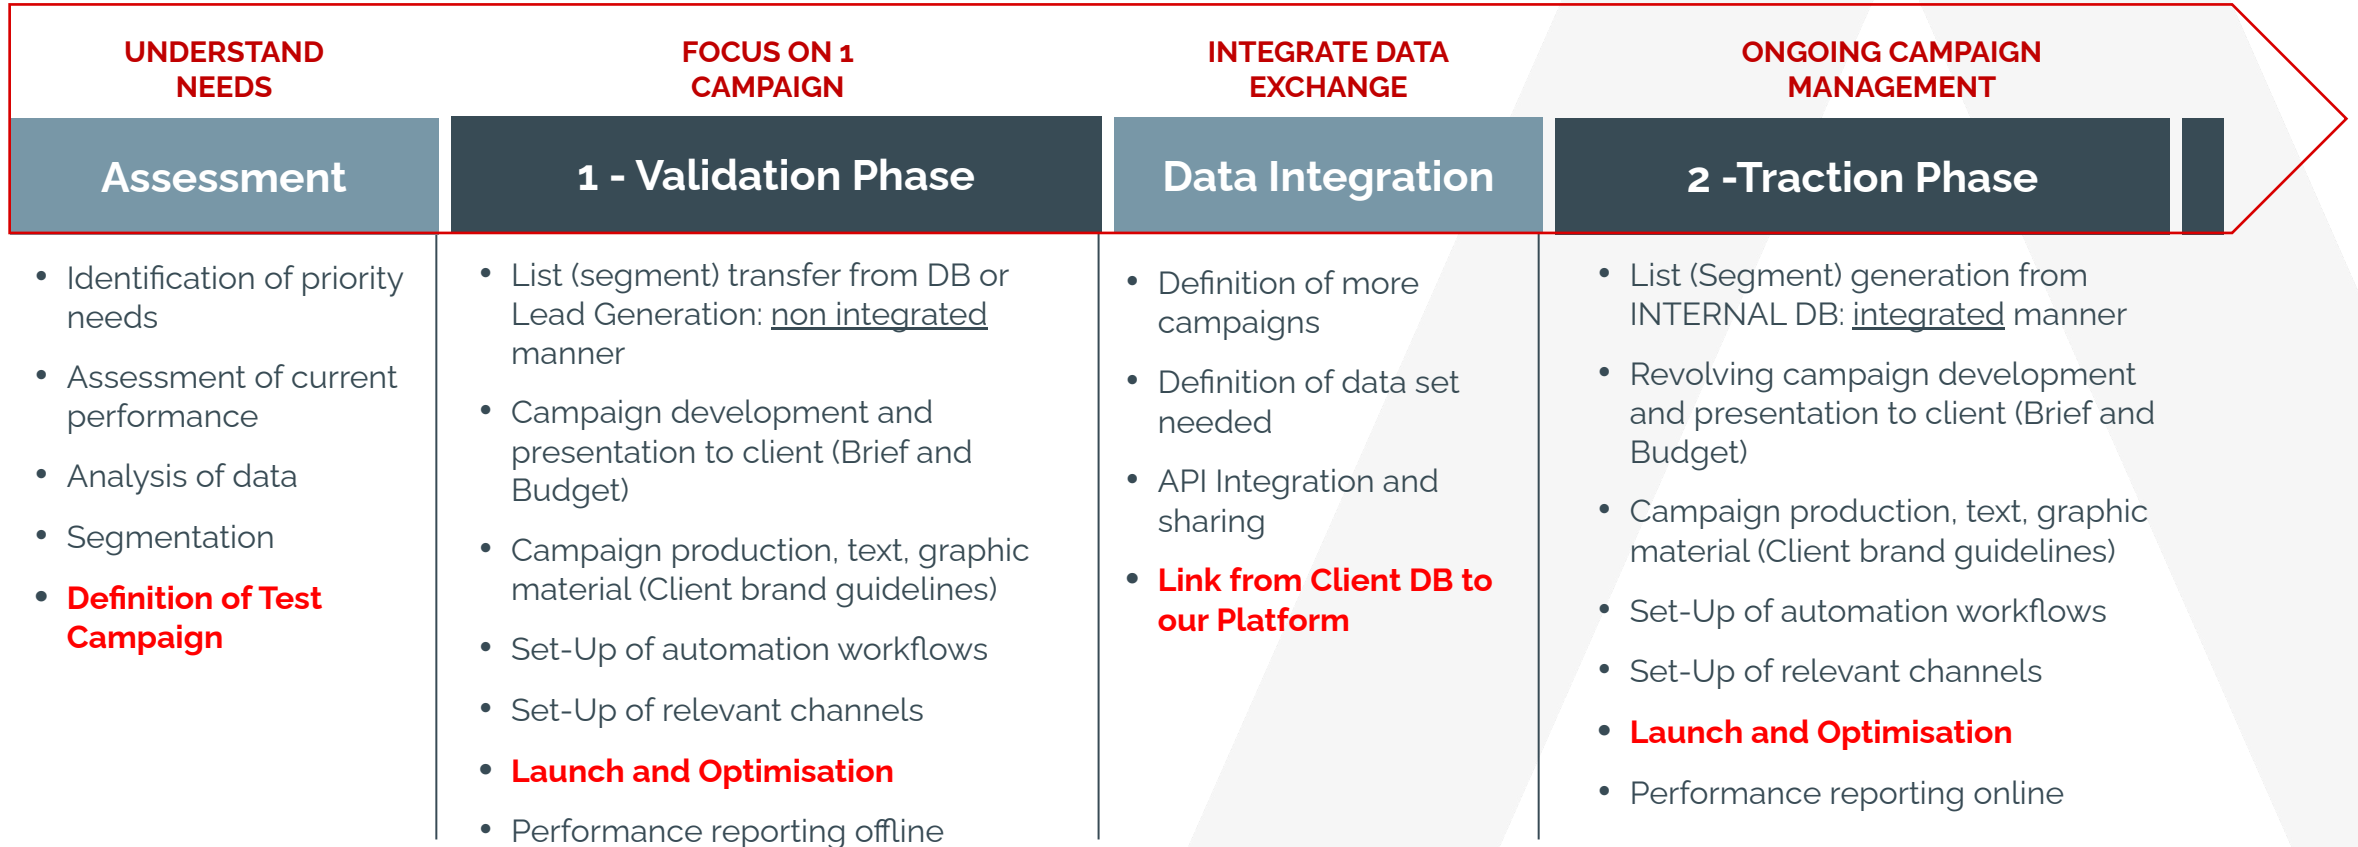 UNDERSTAND
NEEDS
FOCUS ON 1
CAMPAIGN
INTEGRATE DATA
EXCHANGE
ONGOING CAMPAIGN
MANAGEMENT
Assessment
1 - Validation Phase
Data Integration
2 -Traction Phase
• Identification of priority
needs
• Assessment of current
performance
• Analysis of data
• Segmentation
• Definition of Test
Campaign
• List (segment) transfer from DB or
Lead Generation: non integrated
manner
• Campaign development and
presentation to client (Brief and
Budget)
• Campaign production, text, graphic
material (Client brand guidelines)
• Set-Up of automation workflows
• Set-Up of relevant channels
• Launch and Optimisation
• Performance reporting offline
• Definition of more
campaigns
• Definition of data set
needed
• API Integration and
sharing
• Link from Client DB to
our Platform
• List (Segment) generation from
INTERNAL DB: integrated manner
• Revolving campaign development
and presentation to client (Brief and
Budget)
• Campaign production, text, graphic
material (Client brand guidelines)
• Set-Up of automation workflows
• Set-Up of relevant channels
• Launch and Optimisation
• Performance reporting online